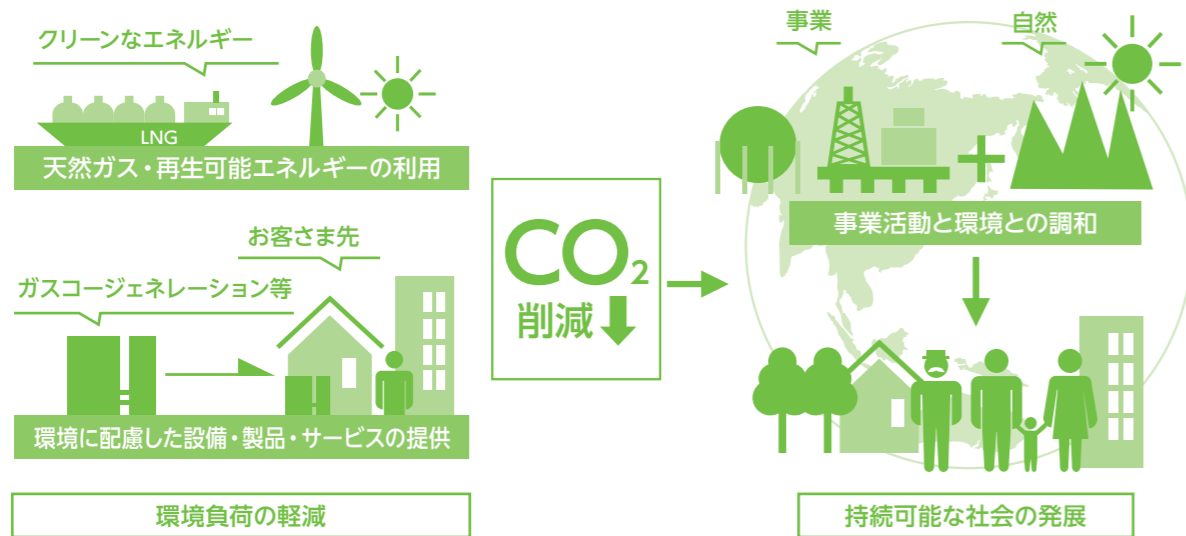 クリーンなエネルギー
LNG
天然ガス・再生可能エネルギーの利用
お客さま先
ガスコージェネレーション等
環境に配慮した設備・製品・サービスの提供
環境負荷の軽減
CO₂
削減
事業
自然
事業活動と環境との調和
持続可能な社会の発展